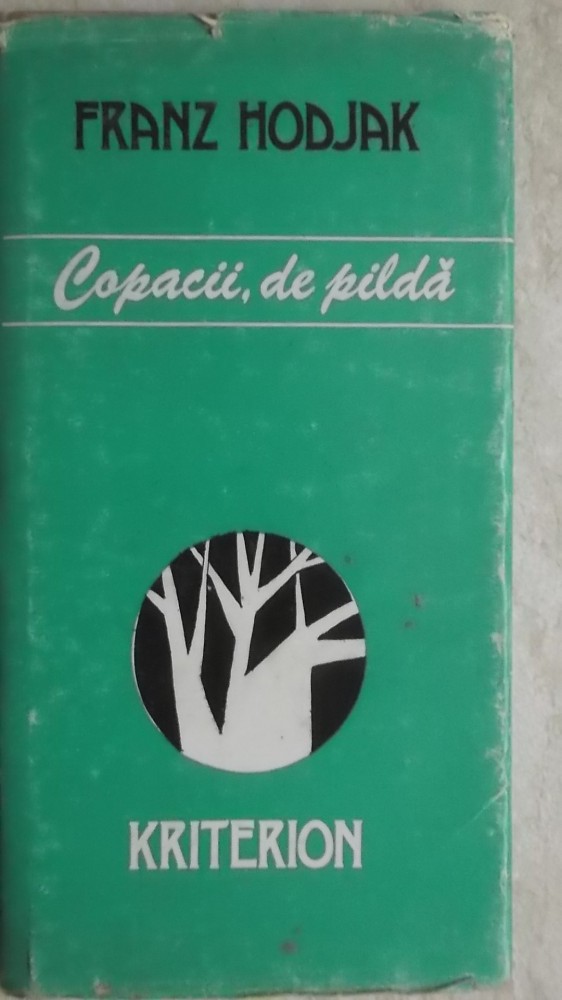 FRANZ HODJAK
Copacii, de pildă
KRITERION